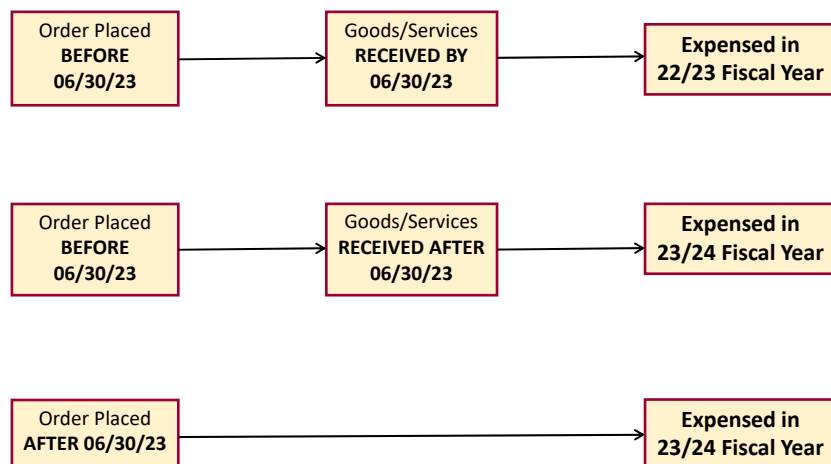 Order Placed
BEFORE
06/30/23
Goods/Services
RECEIVED BY
06/30/23
Expensed in
22/23 Fiscal Year
Order Placed
BEFORE
06/30/23
Goods/Services
RECEIVED AFTER
06/30/23
Expensed in
23/24 Fiscal Year
Order Placed
AFTER 06/30/23
Expensed in
23/24 Fiscal Year